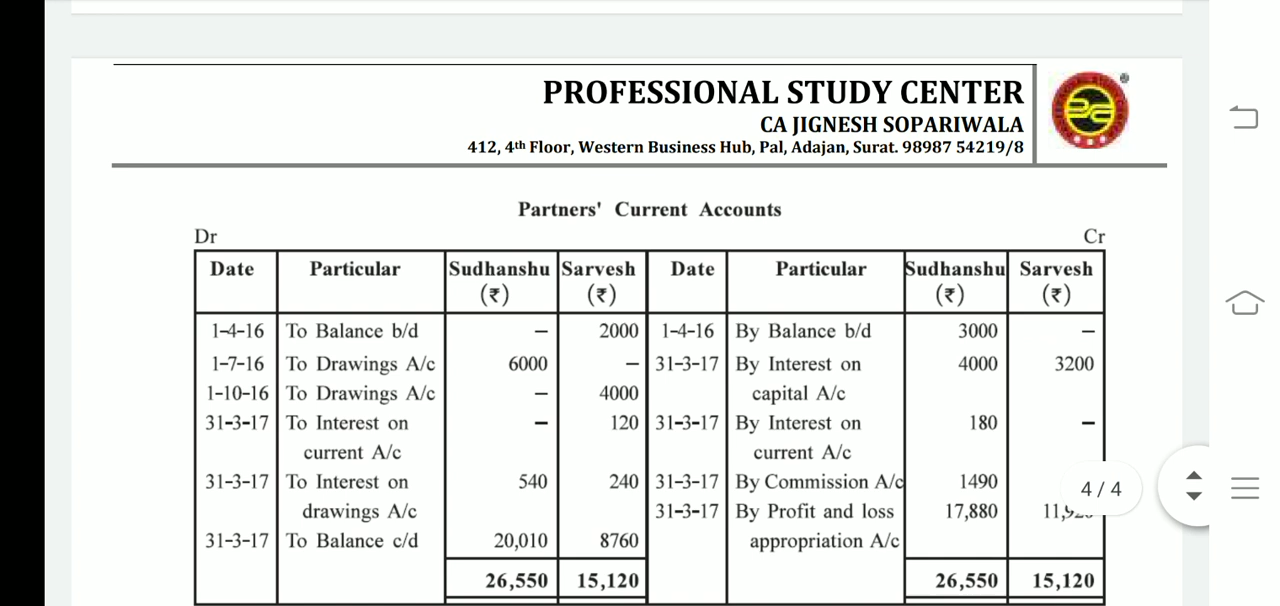 PROFESSIONAL STUDY CENTER
CA JIGNESH SOPARIWALA
412, 4th Floor, Western Business Hub, Pal, Adajan, Surat. 98987 54219/8
Partners' Current Accounts
Dr Cr
Date Particular Sudhanshu Sarvesh Date Particular Sudhanshu Sarvesh
(₹) (₹) (₹) (₹)
1-4-16 To Balance b/d – 2000 1-4-16 By Balance b/d 3000 –
1-7-16 To Drawings A/c 6000 – 31-3-17 By Interest on 4000 3200
1-10-16 To Drawings A/c – 4000 capital A/c
31-3-17 To Interest on – 120 31-3-17 By Interest on 180 –
current A/c current A/c
31-3-17 To Interest on 540 240 31-3-17 By Commission A/c 1490
drawings A/c 31-3-17 By Profit and loss 17,880
31-3-17 To Balance c/d 20,010 8760 appropriation A/c
26,550 15,120 26,550 15,120
4 / 4